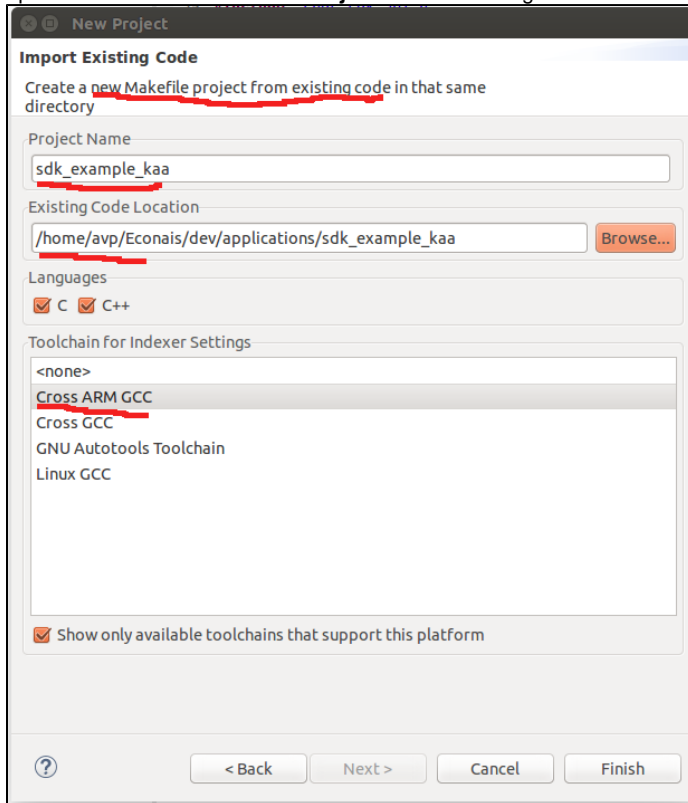 New Project
Import Existing Code
Create a new Makefile project from existing code in that same
directory
Project Name
sdk_example_kaa
Existing Code Location
/home/avp/Econais/dev/applications/sdk_example_kaa
Browse...
Languages
C C++
Toolchain for Indexer Settings
<none>
Cross ARM GCC
Cross GCC
GNU Autotools Toolchain
Linux GCC
Show only available toolchains that support this platform
? < Back Next > Cancel Finish